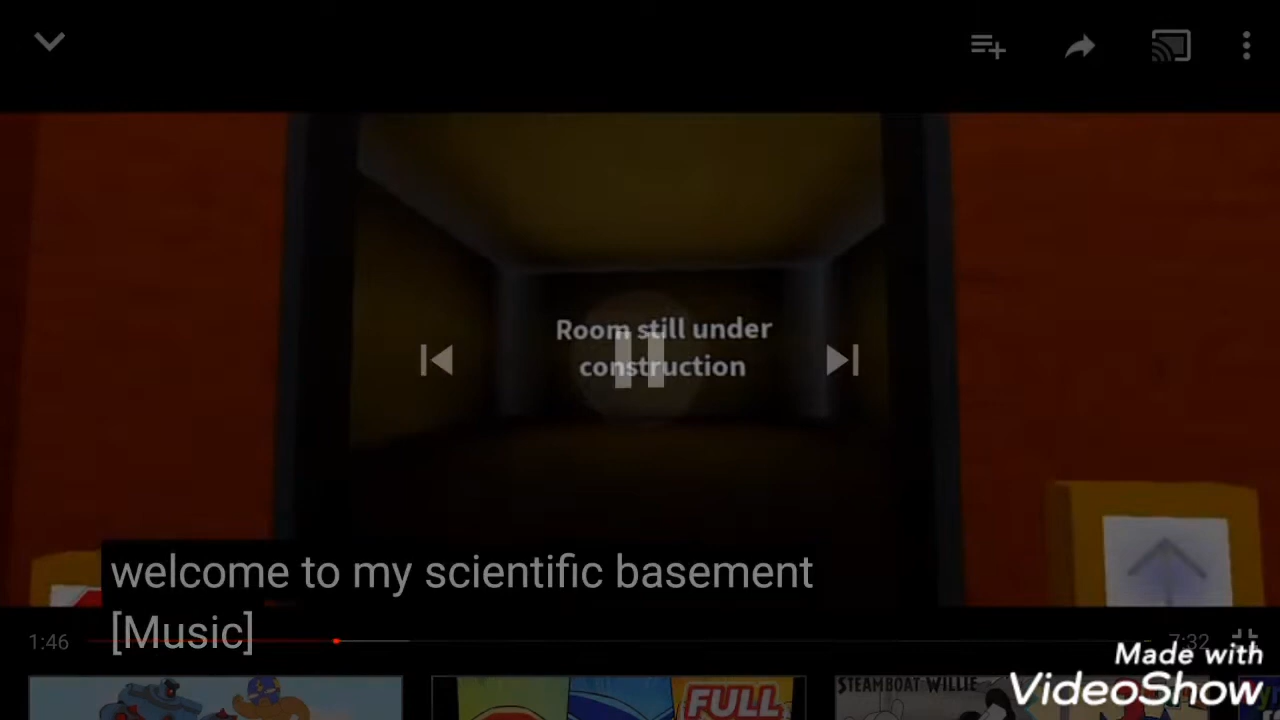 Room still under
construction
welcome to my scientific basement
[Music]
1:46
7:32
Made with
VideoShow
FULL
STEAMBOAT WILLIE